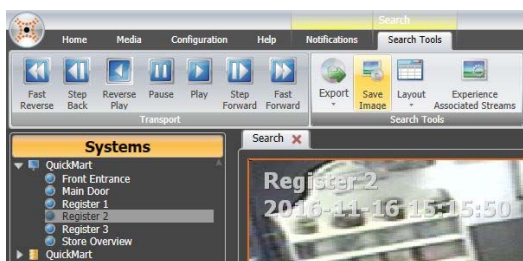 Search
Home Media Configuration Help Notifications Search Tools
Fast Reverse
Step Back
Reverse Play
Pause
Play
Step Forward
Fast Forward
Export
Save Image
Layout
Experience Associated Streams
Transport
Search Tools
Systems
Search
QuickMart
Front Entrance
Main Door
Register 1
Register 2
Register 3
Store Overview
QuickMart
Register 2
2016-11-16 15:15:50